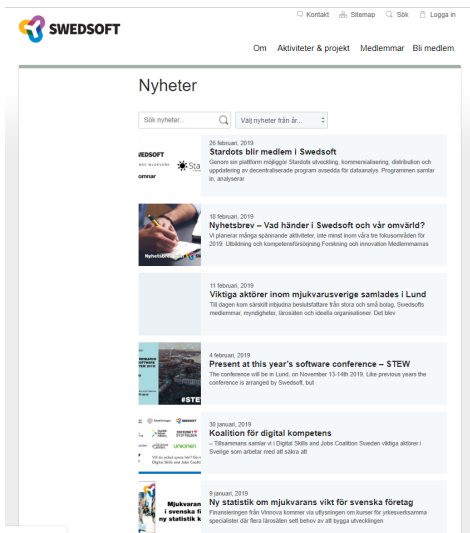 Kontakt Sitemap Sök Logga in
SWEDSOFT
Om Aktiviteter & projekt Medlemmar Bli medlem
Nyheter
Sök nyheter... Välj nyheter från år...
26 februari, 2019
Stardots blir medlem i Swedsoft
Genom sin plattform möjliggör Stardots utveckling, kommersialisering, distribution och
uppdatering av decentraliserade program avsedda för dataanalys. Programmen samlar
in, analyserar
18 februari, 2019
Nyhetsbrev – Vad händer i Swedsoft och vår omvärld?
Vi planerar många spännande aktiviteter, inte minst inom våra tre fokusområden för
2019: Utbildning och kompetensförsörjning Forskning och innovation Medlemmarnas
11 februari, 2019
Viktiga aktörer inom mjukvarusverige samlades i Lund
Till dagen kom särskilt inbjudna beslutsfattare från stora och små bolag, Swedsofts
medlemmar, myndigheter, lärosäten och ideella organisationer. Det blev
4 februari, 2019
Present at this year's software conference – STEW
The conference will be in Lund, on November 13-14th 2019. Like previous years the
conference is arranged by Swedsoft, but
#STE
30 januari, 2019
Koalition för digital kompetens
– Tillsammans samlar vi i Digital Skills and Jobs Coalition Sweden viktiga aktörer i
Sverige som arbetar med att säkra att
unionen
9 januari, 2019
Ny statistik om mjukvarans vikt för svenska företag
Finansieringen från Vinnova kommer via utlysningen om kurser för yrkesverksamma
specialister där flera lärosäten sett behov av att bygga utvecklingen
Mjukvaran
i svenska f
ny statistik k